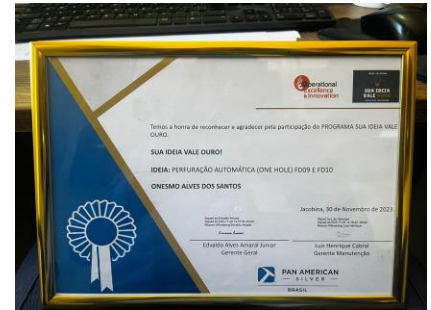 Operational
Excellence
& Innovation
SUA IDEIA
VALE OURO
Temos a honra de reconhecer e agradecer pela participação do PROGRAMA SUA IDEIA VALE
OURO.
SUA IDEIA VALE OURO!
IDEIA: PERFURAÇÃO AUTOMÁTICA (ONE HOLE) FD09 E FD10
ONESMO ALVES DOS SANTOS
Jacobina, 30 de Novembro de 2023
Edvaldo Alves Amaral Junior
Gerente Geral
Luis Henrique Cabral
Gerente Manutenção
PAN AMERICAN
SILVER
BRASIL